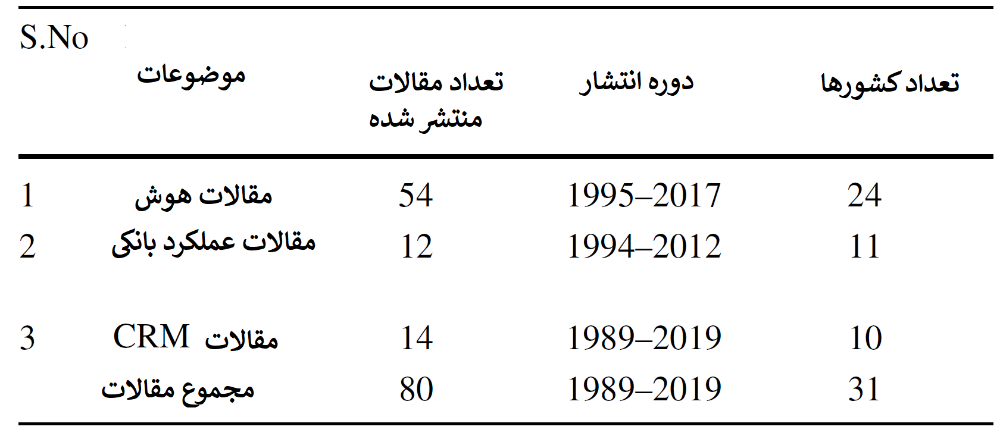 S.No
موضوعات
تعداد مقالات
منتشر شده
دوره انتشار
تعداد کشورها
1 مقالات هوش 54 1995–2017 24
2 مقالات عملکرد بانکی 12 1994–2012 11
3 مقالات CRM 14 1989–2019 10
مجموع مقالات 80 1989–2019 31